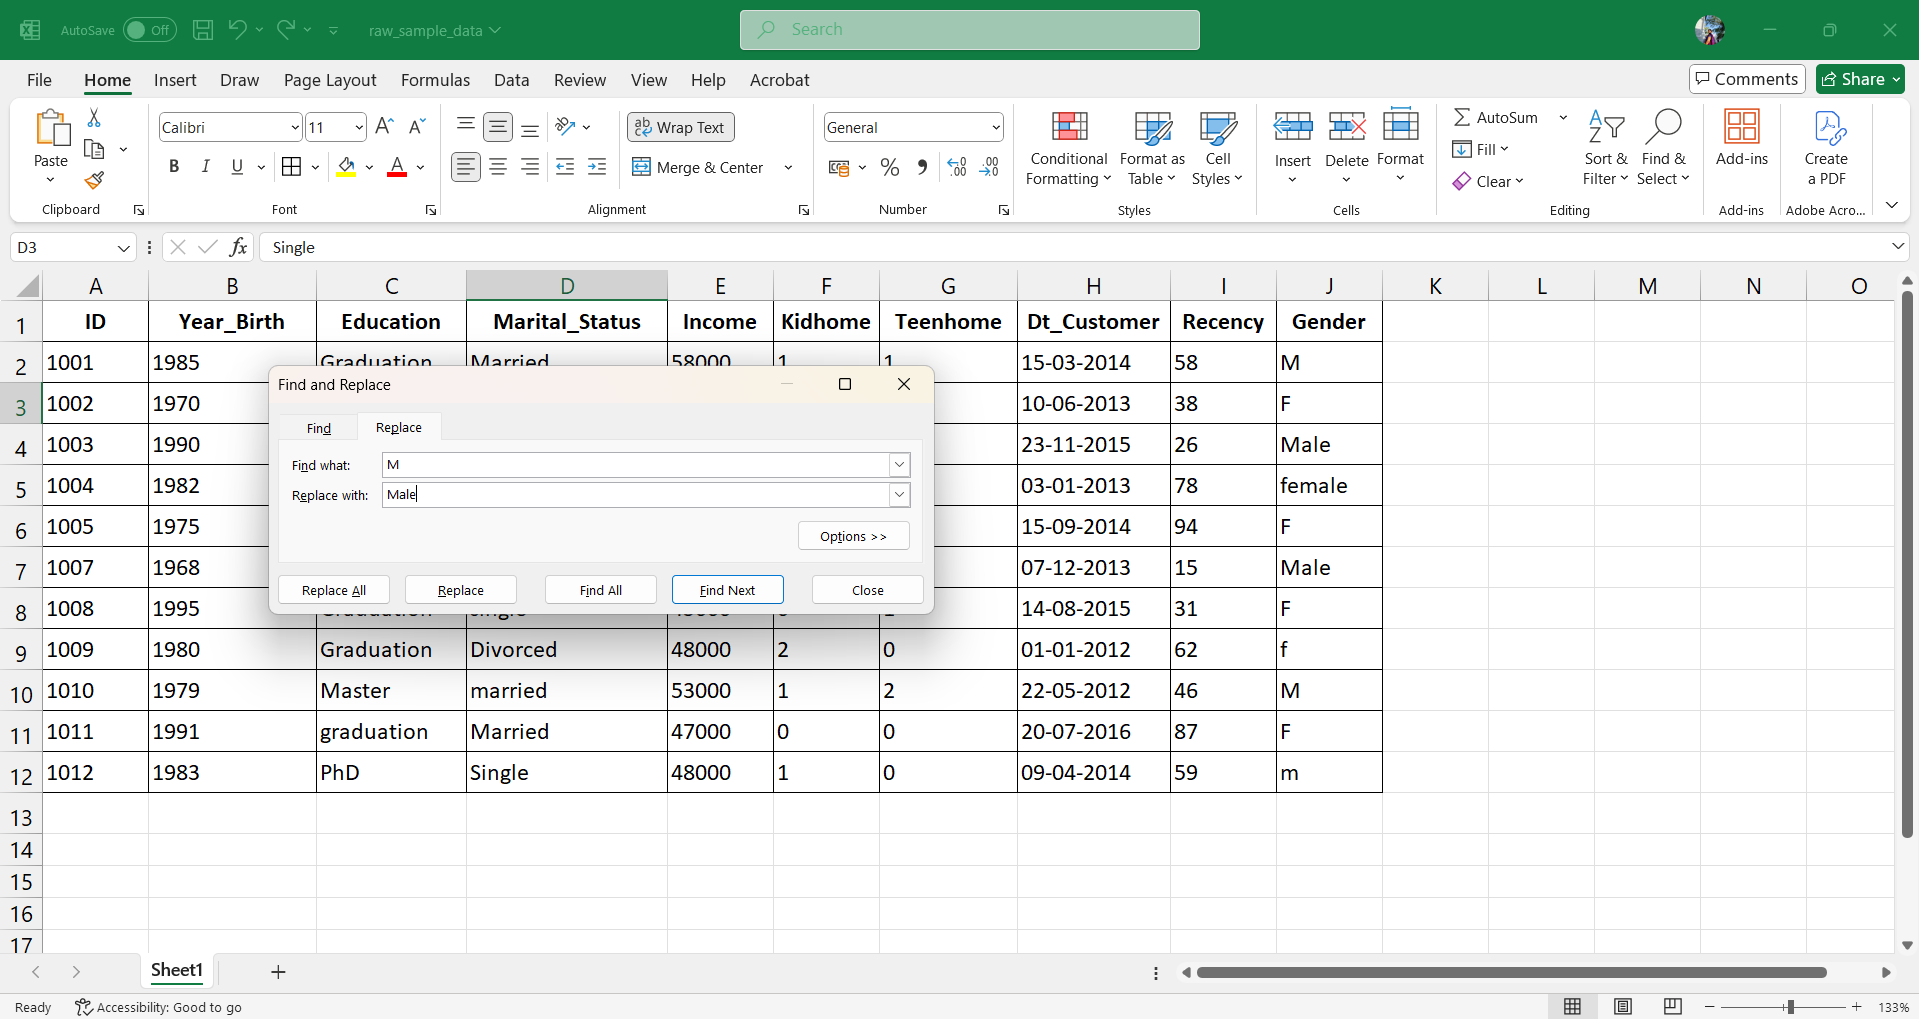 AutoSave Off raw_sample_data Search
File Home Insert Draw Page Layout Formulas Data Review View Help Acrobat Comments Share
Paste Calibri 11 Wrap Text General Conditional Formatting Format as Table Cell Styles Insert Delete Format AutoSum Sort & Filter Find & Select Add-ins Create a PDF
B I U A Merge & Center % Fill
Clear
Clipboard Font Alignment Number Styles Cells Editing Add-ins Adobe Acro...
D3 fx Single
A B C D E F G H I J K L M N O
1 ID Year_Birth Education Marital_Status Income Kidhome Teenhome Dt_Customer Recency Gender
2 1001 1985 Graduation Married 58000 1 1 15-03-2014 58 M
Find and Replace
3 1002 1970 10-06-2013 38 F
Find Replace
4 1003 1990 23-11-2015 26 Male
Find what: M
5 1004 1982 03-01-2013 78 female
Replace with: Male
6 1005 1975 15-09-2014 94 F
Options >>
7 1007 1968 07-12-2013 15 Male
Replace All Replace Find All Find Next Close
8 1008 1995 14-08-2015 31 F
9 1009 1980 Graduation Divorced 48000 2 0 01-01-2012 62 f
10 1010 1979 Master married 53000 1 2 22-05-2012 46 M
11 1011 1991 graduation Married 47000 0 0 20-07-2016 87 F
12 1012 1983 PhD Single 48000 1 0 09-04-2014 59 m
13
14
15
16
17
Sheet1
Ready Accessibility: Good to go 133%